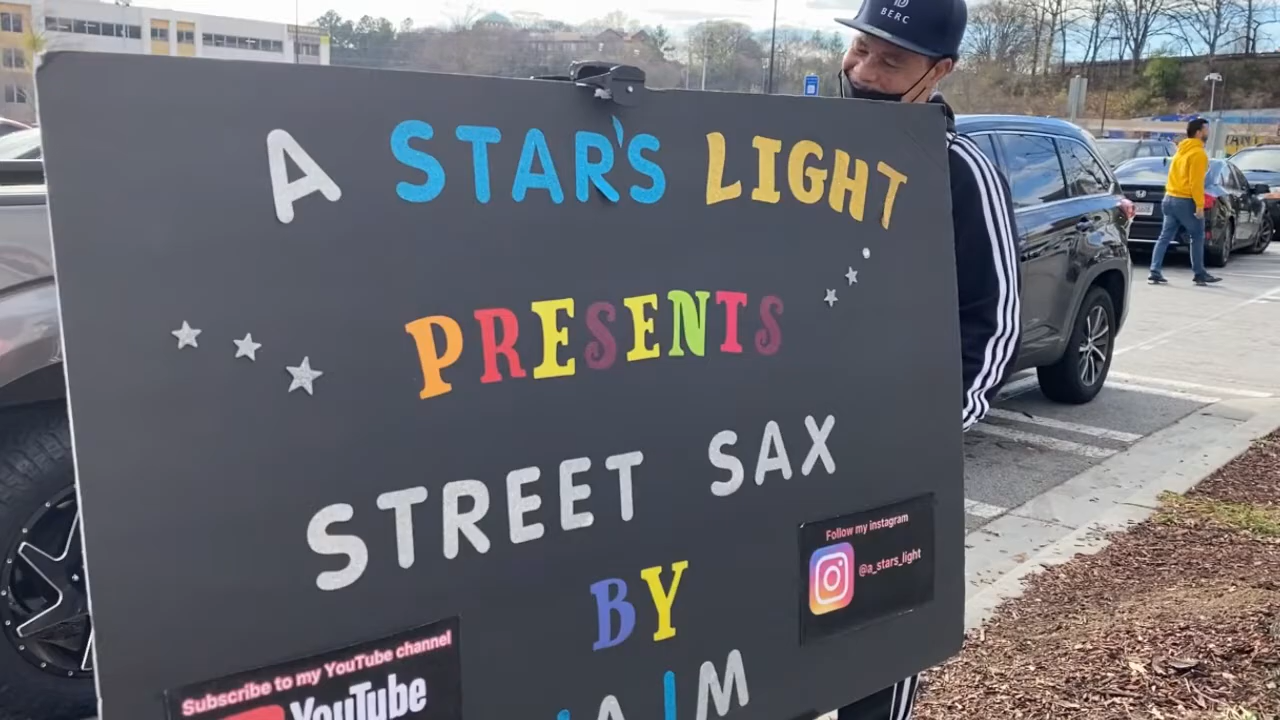 BERC
A STAR'S LIGHT
PRESENTS
STREET SAX
Follow my instagram
@a_stars_light
BY
Subscribe to my YouTube channel
YouTube